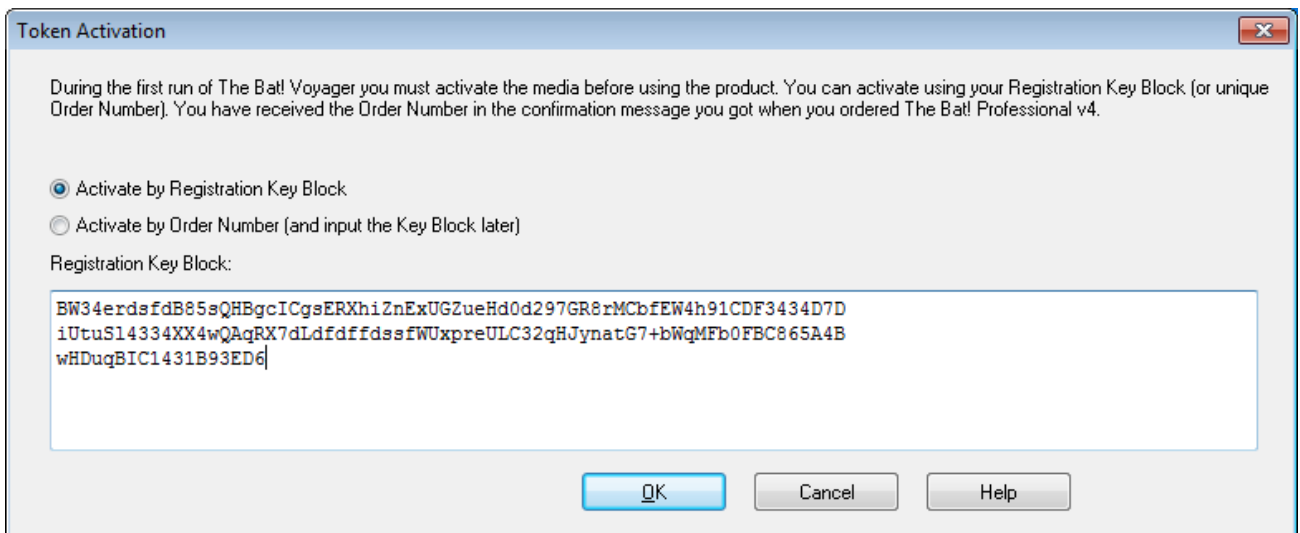 Token Activation
During the first run of The Bat! Voyager you must activate the media before using the product. You can activate using your Registration Key Block (or unique
Order Number). You have received the Order Number in the confirmation message you got when you ordered The Bat! Professional v4.
Activate by Registration Key Block
Activate by Order Number (and input the Key Block later)
Registration Key Block:
BW34erdsfdB85sQHBgcICgsERXhiZnExUGZueHd0d297GR8rMCbfEW4h91CDF3434D7D
iUtuSl4334XX4wQAqRX7dLdfdffdssfWUxpreULC32qHJynatG7+bWqMFb0FBC865A4B
wHDuqBIC1431B93ED6
OK Cancel Help